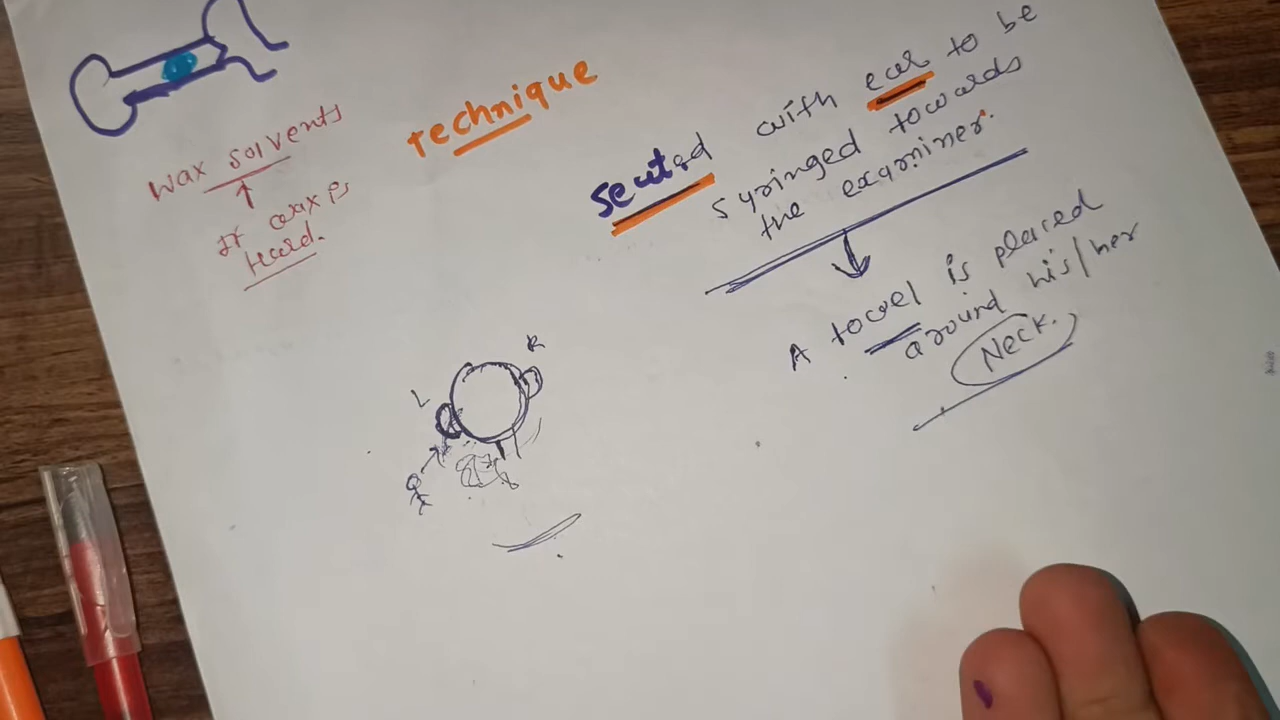 Wax solvents
If wax is
Hard.
Technique
Seated with ear to be
syringed towards
the examiner.
A towel is placed
around his/her
Neck.
L
R